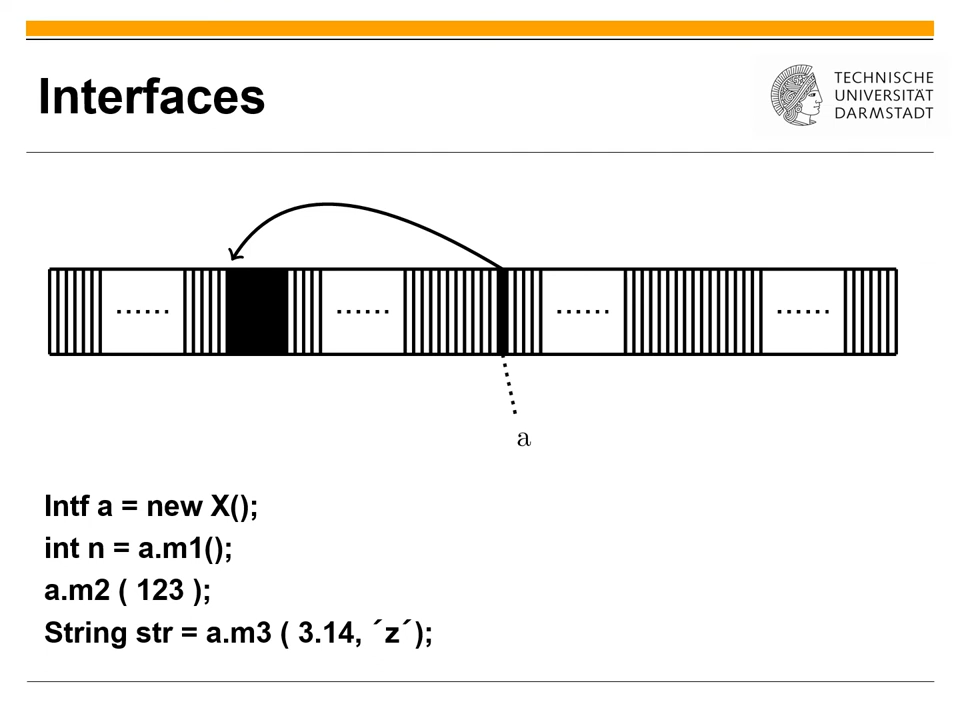 Interfaces
TECHNISCHE
UNIVERSITÄT
DARMSTADT
...... ...... ...... ......
a
Intf a = new X();
int n = a.m1();
a.m2 ( 123 );
String str = a.m3 ( 3.14, ´z´);